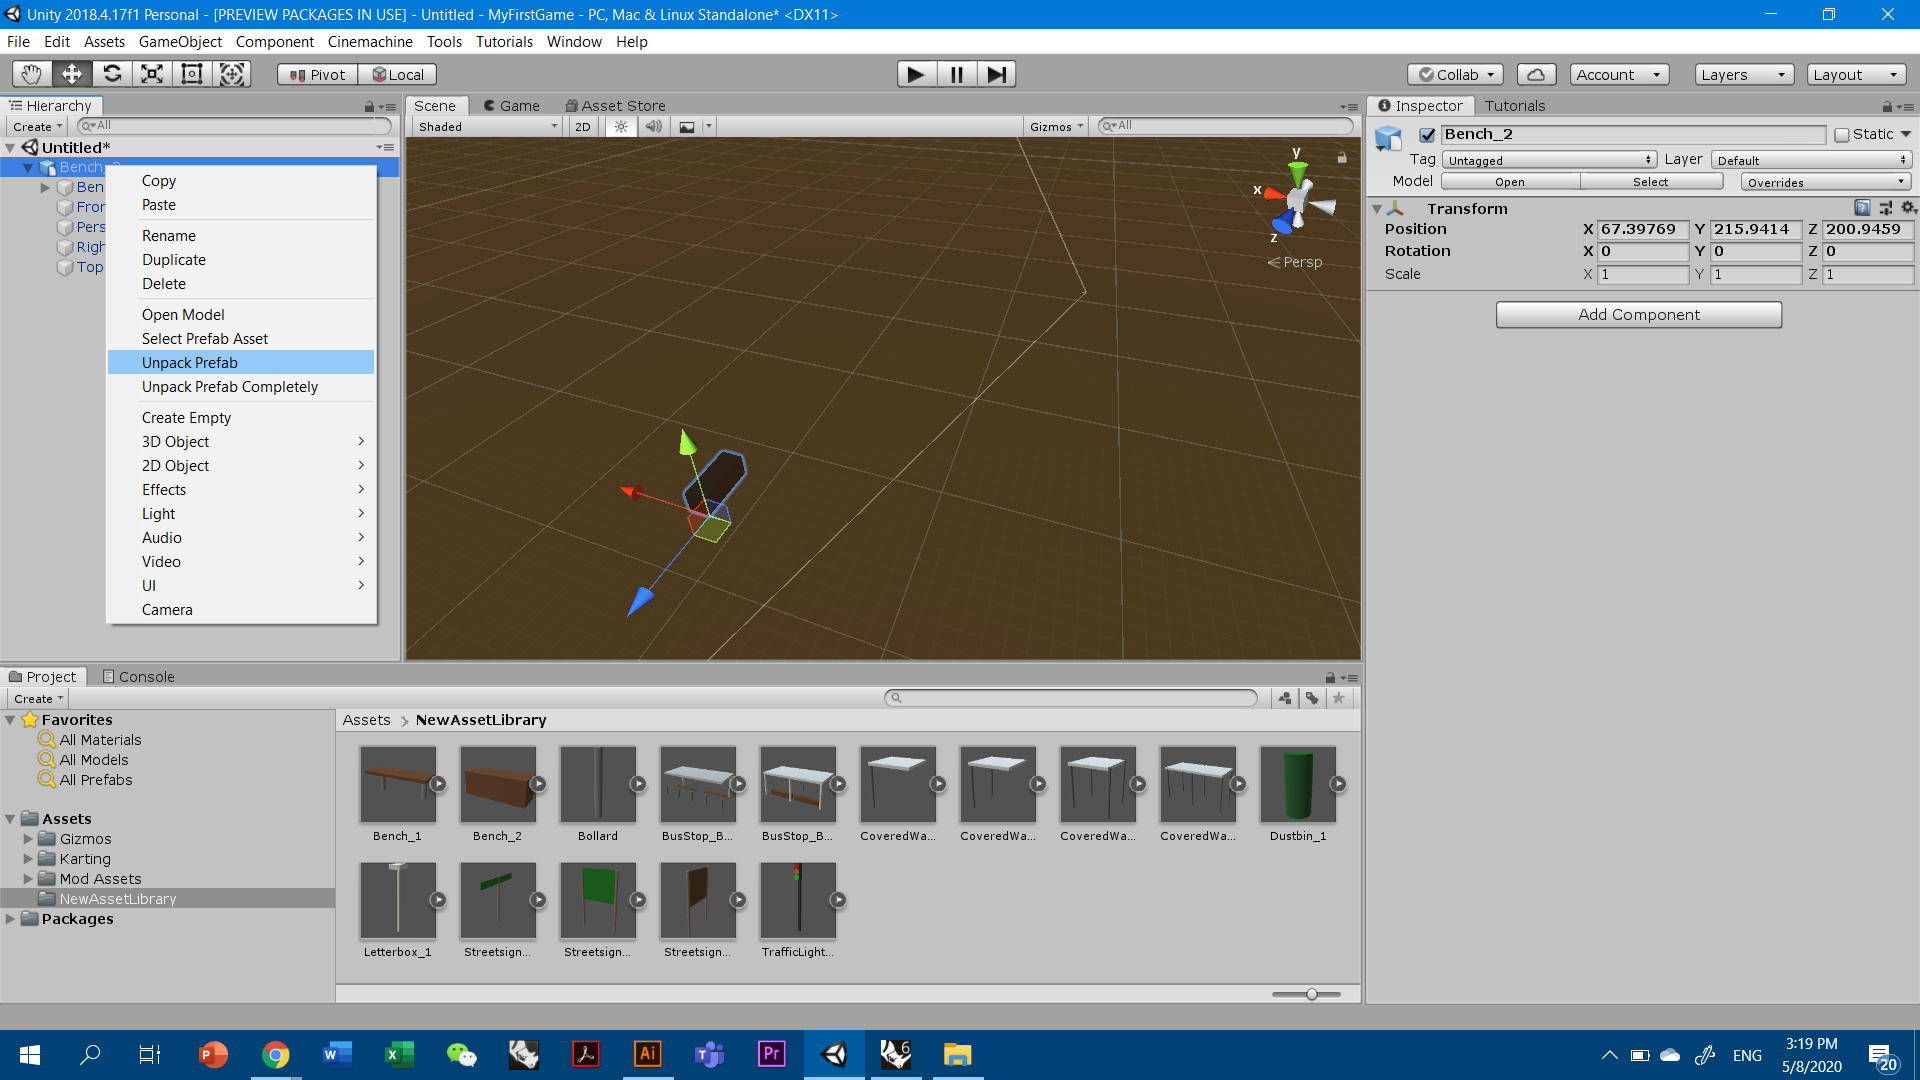 Unity 2018.4.17f1 Personal - [PREVIEW PACKAGES IN USE] - Untitled - MyFirstGame - PC, Mac & Linux Standalone* <DX11>
File Edit Assets GameObject Component Cinemachine Tools Tutorials Window Help
Pivot Local Collab Account Layers Layout
Hierarchy Scene Game Asset Store Inspector Tutorials
Create All Shaded 2D Gizmos All
Untitled*
Bench_2
Copy
Ben
Paste
Fron
Pers
Rename
Righ
Duplicate
Top
Delete
Open Model
Select Prefab Asset
Unpack Prefab
Unpack Prefab Completely
Create Empty
3D Object
2D Object
Effects
Light
Audio
Video
UI
Camera
y
x
z
Persp
Bench_2 Static
Tag Untagged Layer Default
Model Open Select Overrides
Transform
Position X 67.39769 Y 215.9414 Z 200.9459
Rotation X 0 Y 0 Z 0
Scale X 1 Y 1 Z 1
Add Component
Project Console
Create
Favorites
All Materials
All Models
All Prefabs
Assets
Gizmos
Karting
Mod Assets
NewAssetLibrary
Packages
Assets > NewAssetLibrary
Bench_1 Bench_2 Bollard BusStop_B... BusStop_B... CoveredWa... CoveredWa... CoveredWa... CoveredWa... Dustbin_1
Letterbox_1 Streetsign... Streetsign... Streetsign... TrafficLight...
P W X Ai T Pr 6 ENG 3:19 PM
5/8/2020 20